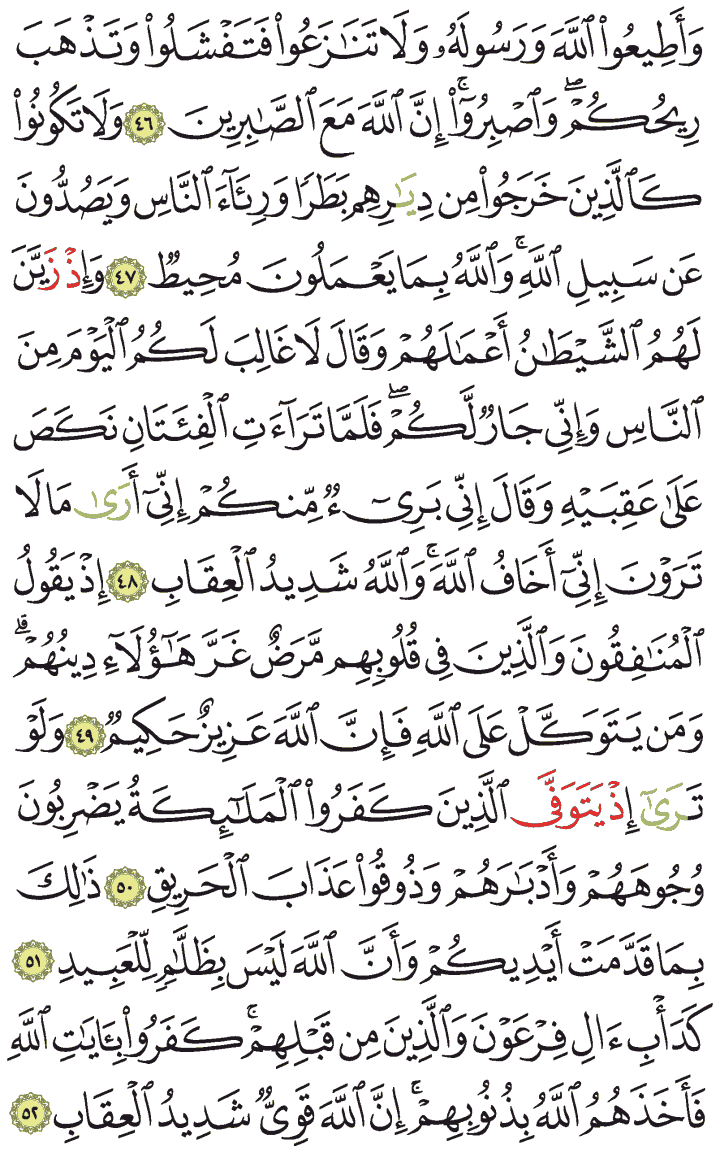 وَأَطِيعُوا۟ ٱللَّهَ وَرَسُولَهُۥ وَلَا تَنَٰزَعُوا۟ فَتَفْشَلُوا۟ وَتَذْهَبَ
رِيحُكُمْ ۖ وَٱصْبِرُوٓا۟ ۚ إِنَّ ٱللَّهَ مَعَ ٱلصَّٰبِرِينَ ٤٦ وَلَا تَكُونُوا۟
كَٱلَّذِينَ خَرَجُوا۟ مِن دِيَٰرِهِم بَطَرًا وَرِئَآءَ ٱلنَّاسِ وَيَصُدُّونَ
عَن سَبِيلِ ٱللَّهِ ۚ وَٱللَّهُ بِمَا يَعْمَلُونَ مُحِيطٌ ٤٧ وَإِذْ زَيَّنَ
لَهُمُ ٱلشَّيْطَٰنُ أَعْمَٰلَهُمْ وَقَالَ لَا غَالِبَ لَكُمُ ٱلْيَوْمَ مِنَ
ٱلنَّاسِ وَإِنِّى جَارٌ لَّكُمْ ۖ فَلَمَّا تَرَآءَتِ ٱلْفِئَتَانِ نَكَصَ
عَلَىٰ عَقِبَيْهِ وَقَالَ إِنِّى بَرِىٓءٌ مِّنكُمْ إِنِّىٓ أَرَىٰ مَا لَا
تَرَوْنَ إِنِّىٓ أَخَافُ ٱللَّهَ ۚ وَٱللَّهُ شَدِيدُ ٱلْعِقَابِ ٤٨ إِذْ يَقُولُ
ٱلْمُنَٰفِقُونَ وَٱلَّذِينَ فِى قُلُوبِهِم مَّرَضٌ غَرَّ هَٰٓؤُلَآءِ دِينُهُمْ ۗ
وَمَن يَتَوَكَّلْ عَلَى ٱللَّهِ فَإِنَّ ٱللَّهَ عَزِيزٌ حَكِيمٌ ٤٩ وَلَوْ
تَرَىٰٓ إِذْ يَتَوَفَّى ٱلَّذِينَ كَفَرُوا۟ ٱلْمَلَٰٓئِكَةُ يَضْرِبُونَ
وُجُوهَهُمْ وَأَدْبَٰرَهُمْ وَذُوقُوا۟ عَذَابَ ٱلْحَرِيقِ ٥٠ ذَٰلِكَ
بِمَا قَدَّمَتْ أَيْدِيكُمْ وَأَنَّ ٱللَّهَ لَيْسَ بِظَلَّٰمٍ لِّلْعَبِيدِ ٥١
كَدَأْبِ ءَالِ فِرْعَوْنَ وَٱلَّذِينَ مِن قَبْلِهِمْ ۚ كَفَرُوا۟ بِـَٔايَٰتِ ٱللَّهِ
فَأَخَذَهُمُ ٱللَّهُ بِذُنُوبِهِمْ ۚ إِنَّ ٱللَّهَ قَوِىٌّ شَدِيدُ ٱلْعِقَابِ ٥٢